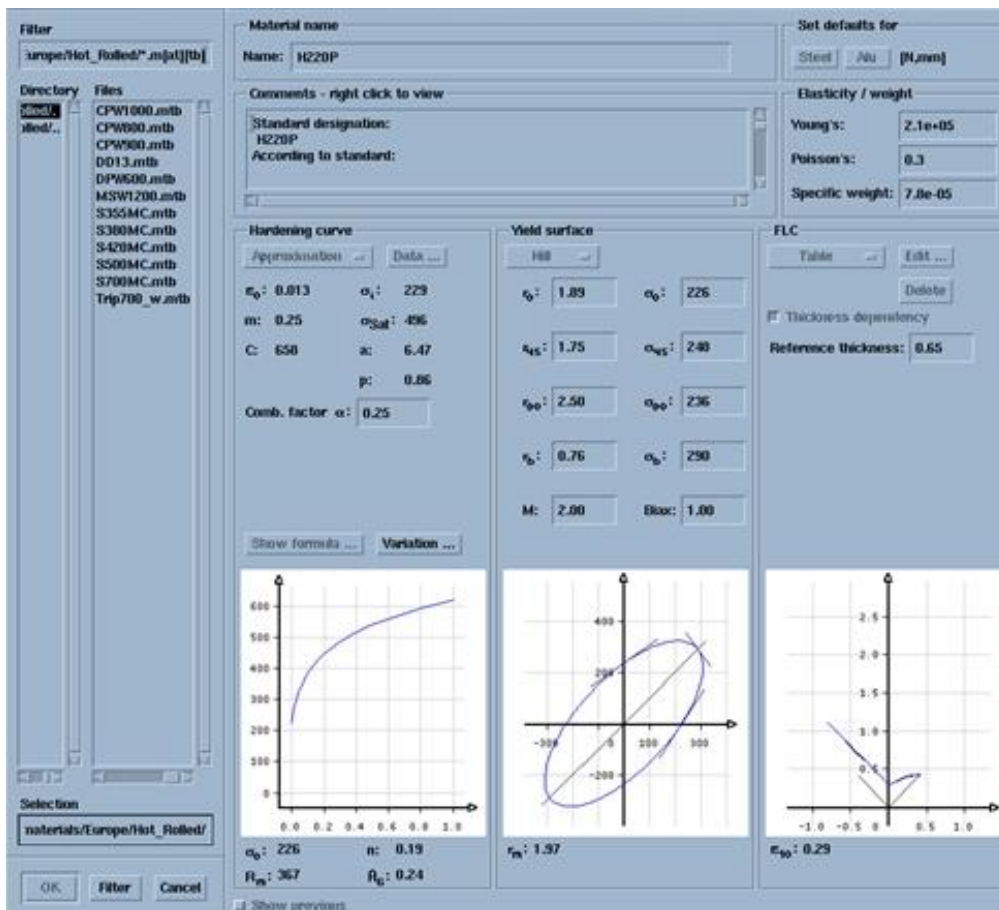 Filter
:urope/Hot_Rolled/*.m[at][tb]
Directory Files
olled/.
olled/..
CPW1000.mtb
CPW800.mtb
CPW900.mtb
DD13.mtb
DPW600.mtb
MSW1200.mtb
S355MC.mtb
S380MC.mtb
S420MC.mtb
S500MC.mtb
S700MC.mtb
Trip700_w.mtb
Selection
naterials/Europe/Hot_Rolled/
OK Filter Cancel
Material name
Name: H220P
Comments - right click to view
Standard designation:
H220P
According to standard:
Set defaults for
Steel Alu [N,mm]
Elasticity / weight
Young's: 2.1e+05
Poisson's: 0.3
Specific weight: 7.8e-05
Hardening curve
Approximation Data ...
ε₀: 0.013 σᵢ: 229
m: 0.25 σSat: 496
C: 658 a: 6.47
p: 0.86
Comb. factor α: 0.25
Show formula ... Variation ...
600
500
400
300
200
100
0
0.0 0.2 0.4 0.6 0.8 1.0
σ₀: 226 n: 0.19
Rm: 367 AG: 0.24
Show previous
Yield surface
Hill
r₀: 1.89 σ₀: 226
r₄₅: 1.75 σ₄₅: 248
r₉₀: 2.50 σ₉₀: 236
rb: 0.76 σb: 290
M: 2.00 Biax: 1.00
400
200
-300 0 100 300
-200
rm: 1.97
FLC
Table Edit ...
Delete
Thickness dependency
Reference thickness: 0.65
2.5
2.0
1.5
1.0
0.5
-1.0 -0.5 0 0.5 1.0
ε10: 0.29